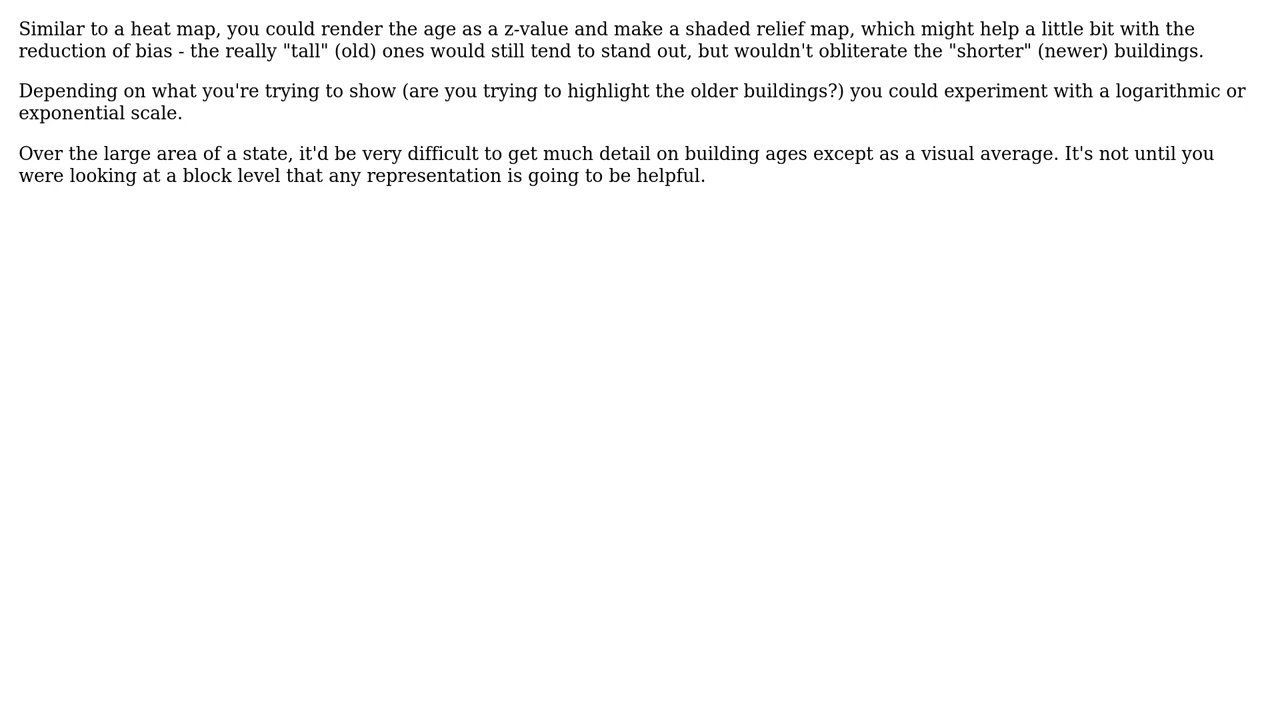 Similar to a heat map, you could render the age as a z-value and make a shaded relief map, which might help a little bit with the
reduction of bias - the really "tall" (old) ones would still tend to stand out, but wouldn't obliterate the "shorter" (newer) buildings.
Depending on what you're trying to show (are you trying to highlight the older buildings?) you could experiment with a logarithmic or
exponential scale.
Over the large area of a state, it'd be very difficult to get much detail on building ages except as a visual average. It's not until you
were looking at a block level that any representation is going to be helpful.